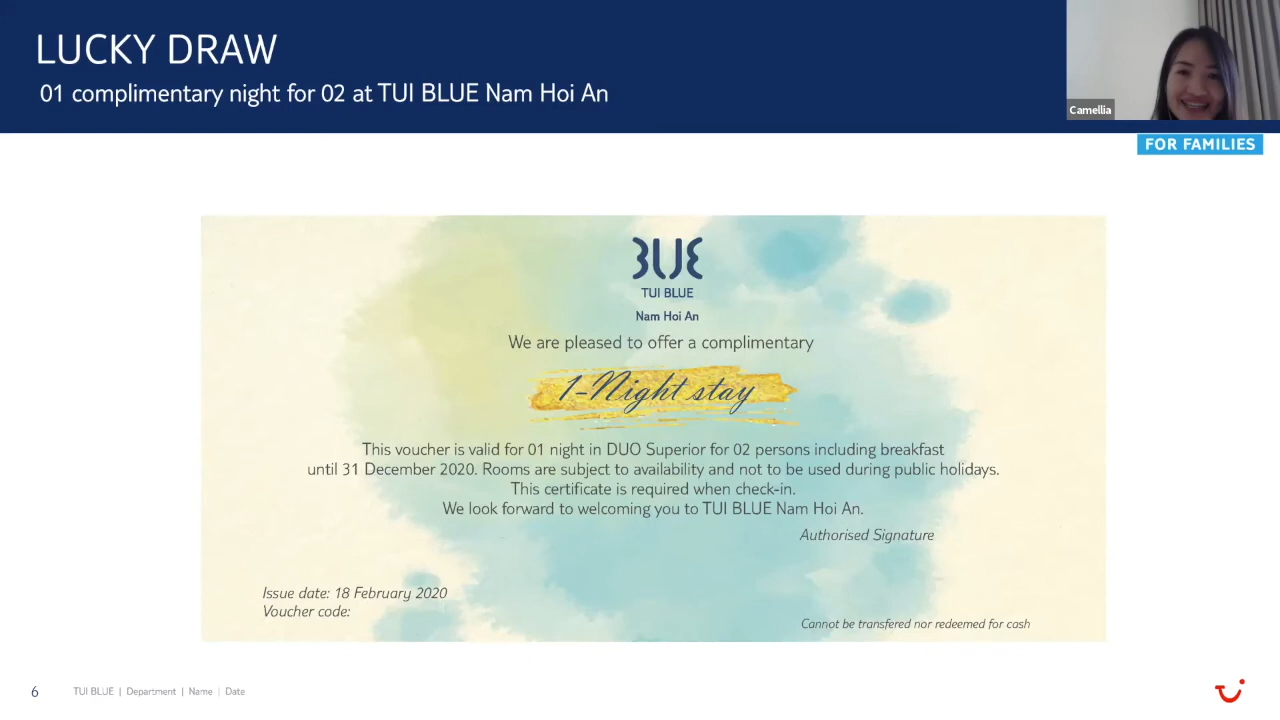 LUCKY DRAW
01 complimentary night for 02 at TUI BLUE Nam Hoi An
Camellia
FOR FAMILIES
BUE
TUI BLUE
Nam Hoi An
We are pleased to offer a complimentary
1-Night stay
This voucher is valid for 01 night in DUO Superior for 02 persons including breakfast
until 31 December 2020. Rooms are subject to availability and not to be used during public holidays.
This certificate is required when check-in.
We look forward to welcoming you to TUI BLUE Nam Hoi An.
Authorised Signature
Issue date: 18 February 2020
Voucher code:
Cannot be transfered nor redeemed for cash
6 TUI BLUE | Department | Name | Date